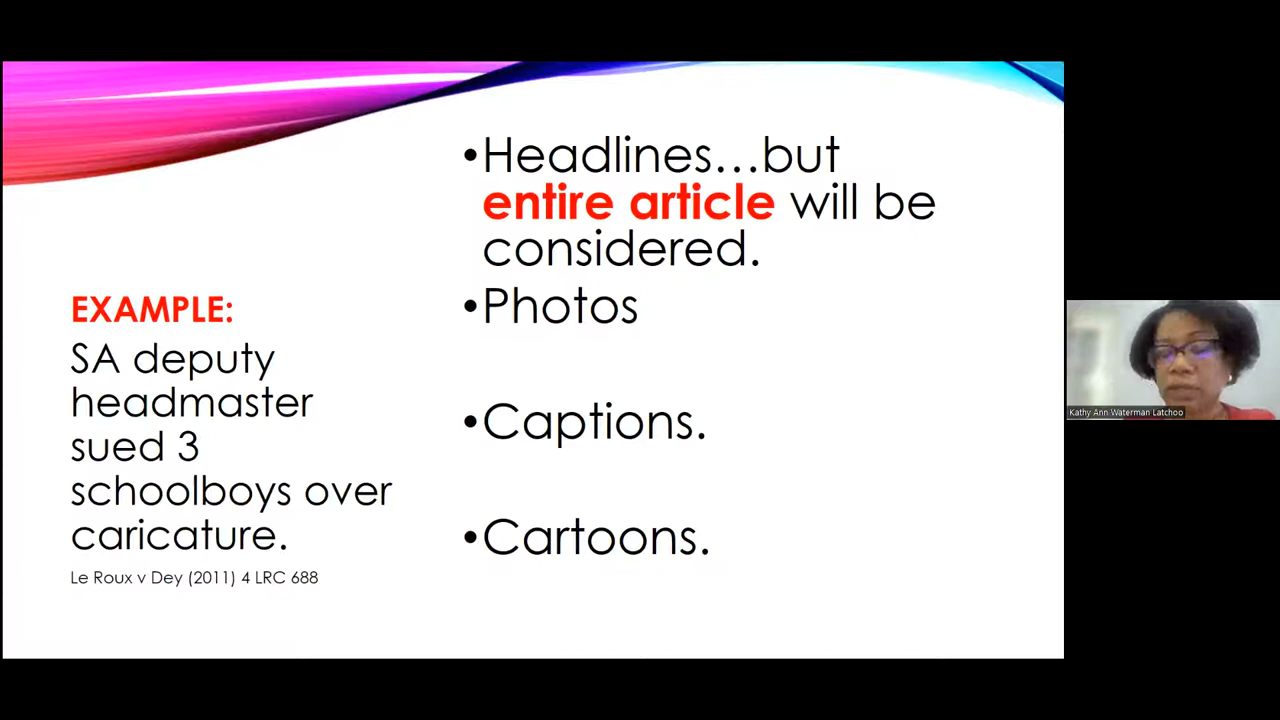 EXAMPLE:
SA deputy
headmaster
sued 3
schoolboys over
caricature.
Le Roux v Dey (2011) 4 LRC 688
•Headlines…but
entire article will be
considered.
•Photos
•Captions.
•Cartoons.
Kathy Ann Waterman Latchoo